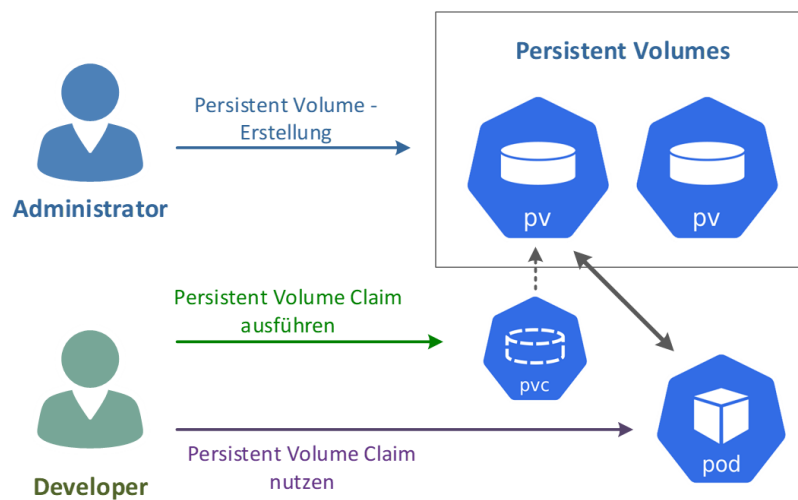 Persistent Volumes
Persistent Volume -
Erstellung
Administrator
pv
pv
Persistent Volume Claim
ausführen
pvc
pod
Persistent Volume Claim
nutzen
Developer